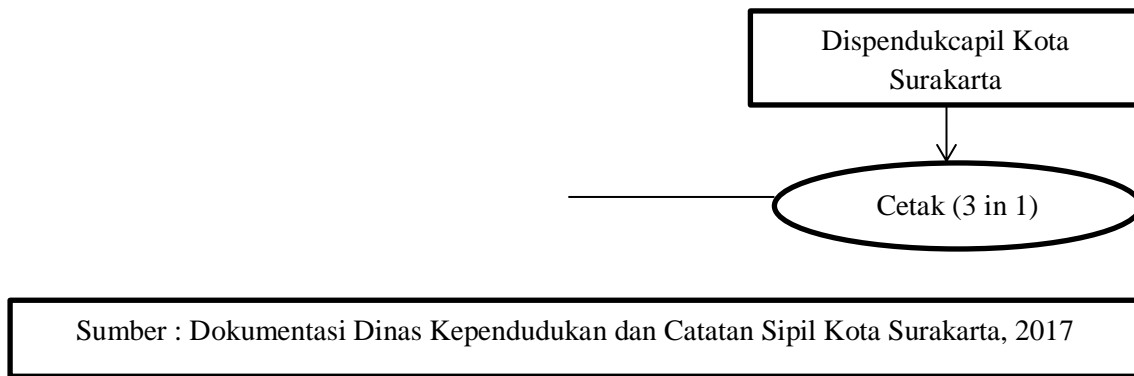 Dispendukcapil Kota
Surakarta
Cetak (3 in 1)
Sumber : Dokumentasi Dinas Kependudukan dan Catatan Sipil Kota Surakarta, 2017